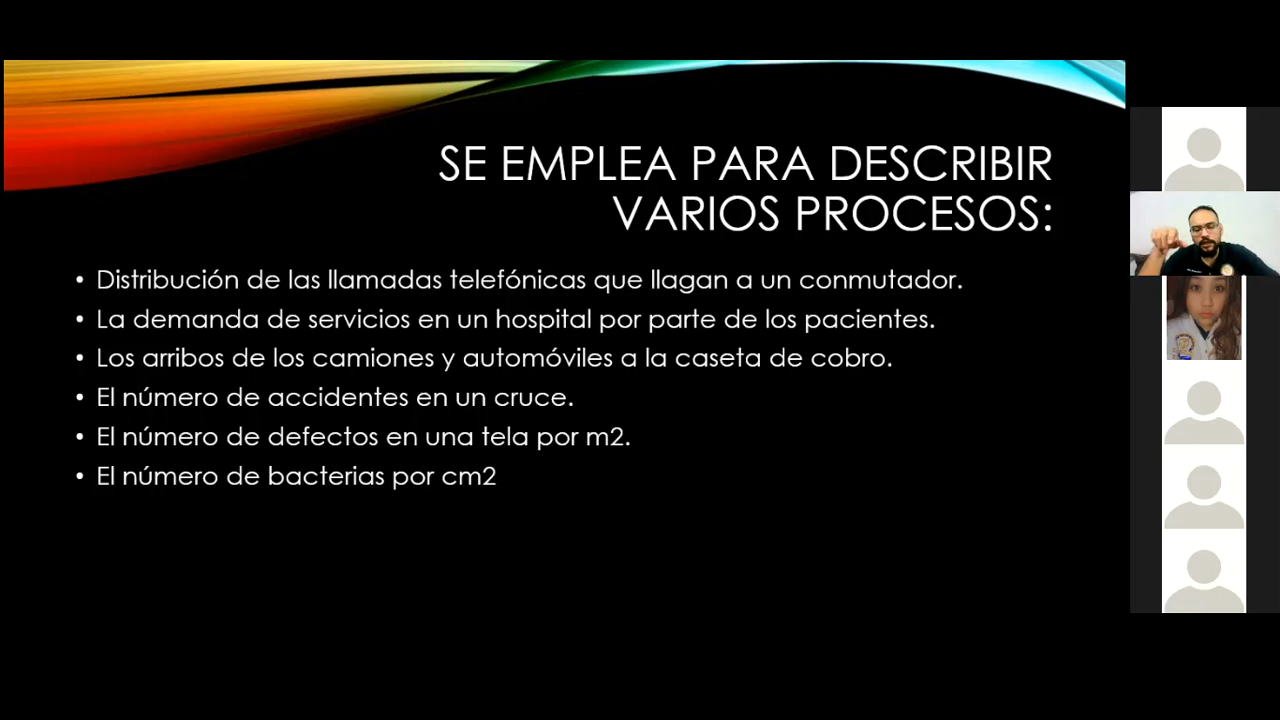 SE EMPLEA PARA DESCRIBIR
VARIOS PROCESOS:
• Distribución de las llamadas telefónicas que llagan a un conmutador.
• La demanda de servicios en un hospital por parte de los pacientes.
• Los arribos de los camiones y automóviles a la caseta de cobro.
• El número de accidentes en un cruce.
• El número de defectos en una tela por m2.
• El número de bacterias por cm2